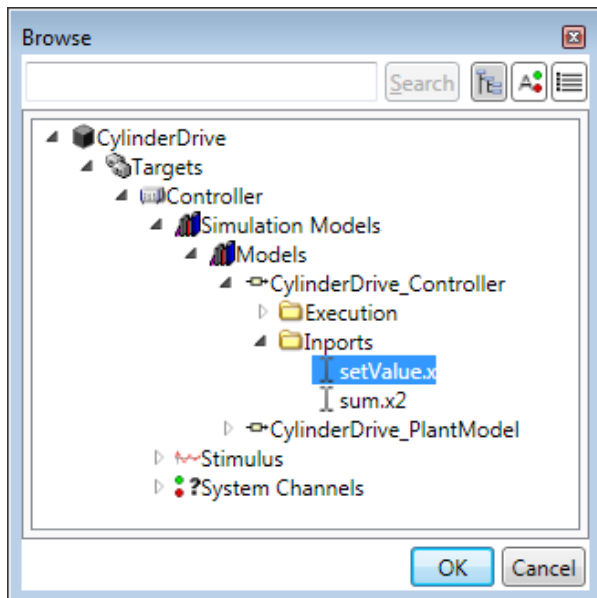 Browse
Search
CylinderDrive
Targets
Controller
Simulation Models
Models
CylinderDrive_Controller
Execution
Inports
setValue.x
sum.x2
CylinderDrive_PlantModel
Stimulus
?System Channels
OK Cancel